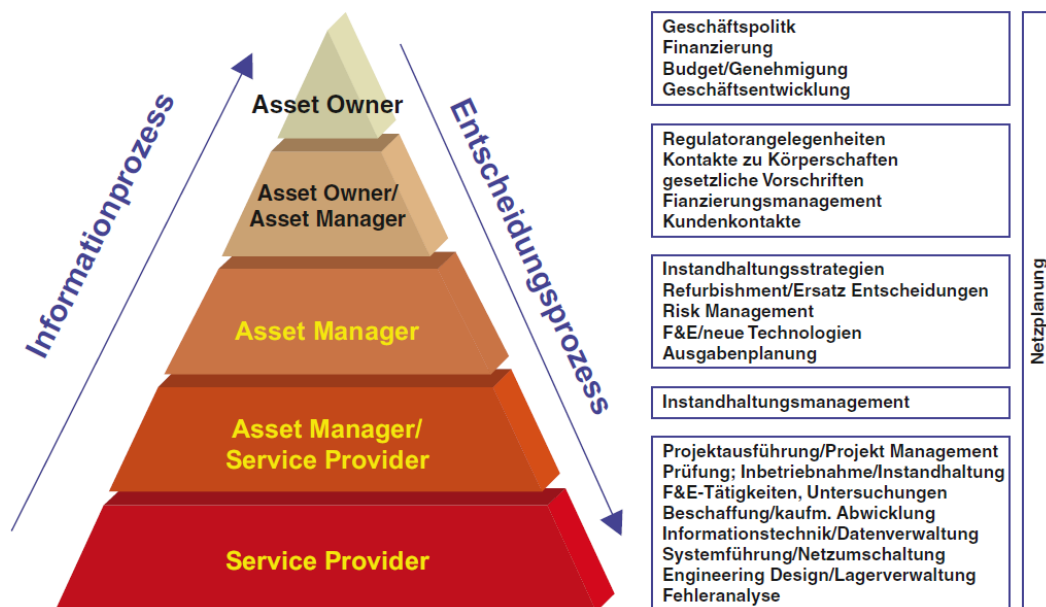 Informationprozess
Asset Owner
Asset Owner/
Asset Manager
Asset Manager
Asset Manager/
Service Provider
Service Provider
Entscheidungsprozess
Geschäftspolitk
Finanzierung
Budget/Genehmigung
Geschäftsentwicklung
Regulatorangelegenheiten
Kontakte zu Körperschaften
gesetzliche Vorschriften
Fianzierungsmanagement
Kundenkontakte
Instandhaltungsstrategien
Refurbishment/Ersatz Entscheidungen
Risk Management
F&E/neue Technologien
Ausgabenplanung
Instandhaltungsmanagement
Projektausführung/Projekt Management
Prüfung; Inbetriebnahme/Instandhaltung
F&E-Tätigkeiten, Untersuchungen
Beschaffung/kaufm. Abwicklung
Informationstechnik/Datenverwaltung
Systemführung/Netzumschaltung
Engineering Design/Lagerverwaltung
Fehleranalyse
Netzplanung